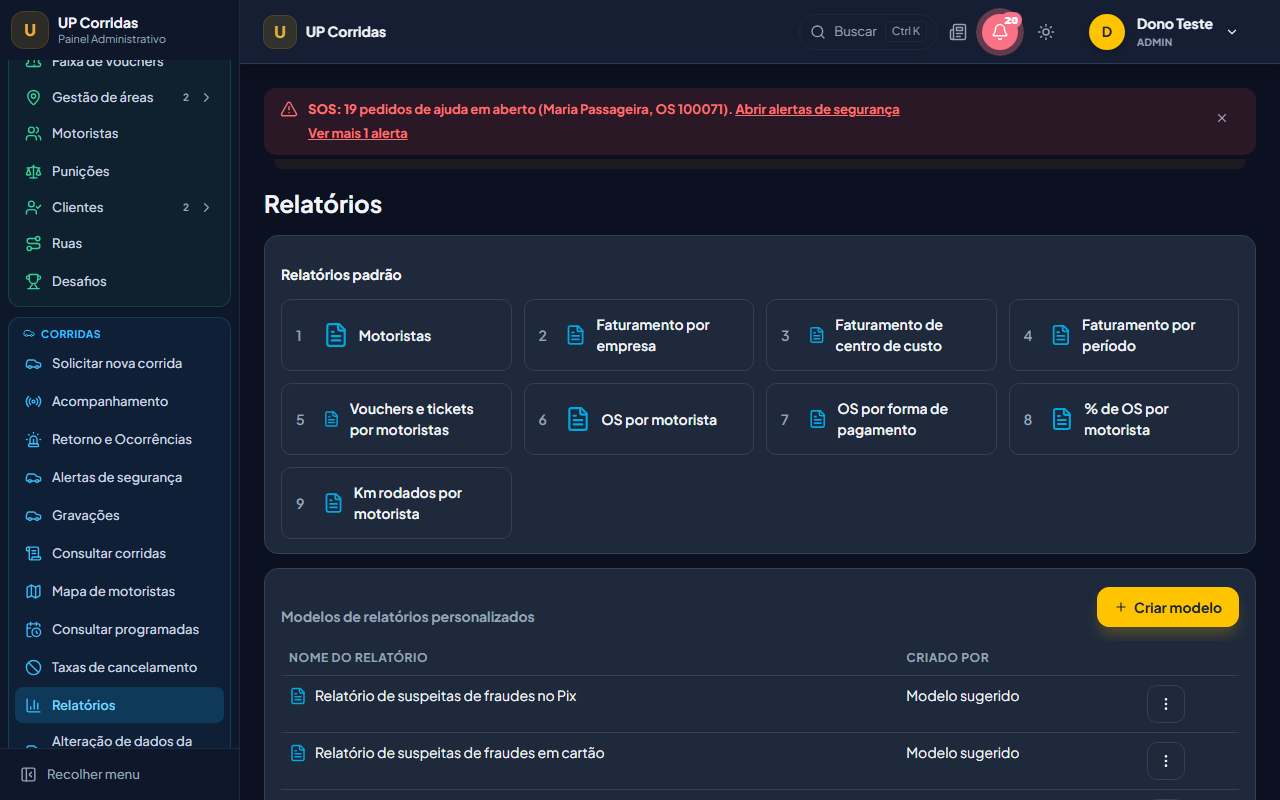 U
UP Corridas
Painel Administrativo
Faixa de Vouchers
Gestão de áreas
2
Motoristas
Punições
Clientes
2
Ruas
Desafios
CORRIDAS
Solicitar nova corrida
Acompanhamento
Retorno e Ocorrências
Alertas de segurança
Gravações
Consultar corridas
Mapa de motoristas
Consultar programadas
Taxas de cancelamento
Relatórios
Alteração de dados da
Recolher menu
U
UP Corridas
Buscar
Ctrl K
20
D
Dono Teste
ADMIN
SOS: 19 pedidos de ajuda em aberto (Maria Passageira, OS 100071). Abrir alertas de segurança
Ver mais 1 alerta
Relatórios
Relatórios padrão
1
Motoristas
2
Faturamento por
empresa
3
Faturamento de
centro de custo
4
Faturamento por
período
5
Vouchers e tickets
por motoristas
6
OS por motorista
7
OS por forma de
pagamento
8
% de OS por
motorista
9
Km rodados por
motorista
Modelos de relatórios personalizados
+ Criar modelo
NOME DO RELATÓRIO
CRIADO POR
Relatório de suspeitas de fraudes no Pix
Modelo sugerido
Relatório de suspeitas de fraudes em cartão
Modelo sugerido